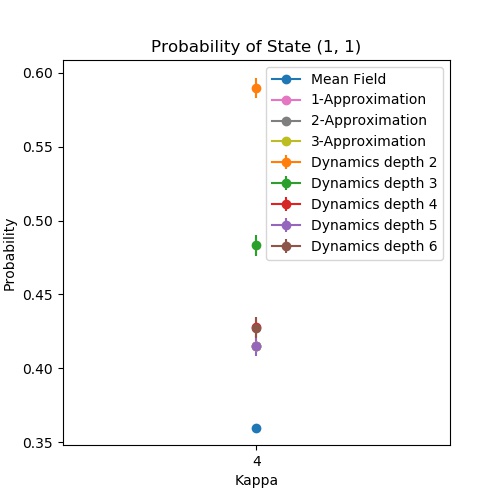 Probability of State (1, 1)
Probability
0.60
0.55
0.50
0.45
0.40
0.35
Mean Field
1-Approximation
2-Approximation
3-Approximation
Dynamics depth 2
Dynamics depth 3
Dynamics depth 4
Dynamics depth 5
Dynamics depth 6
4
Kappa